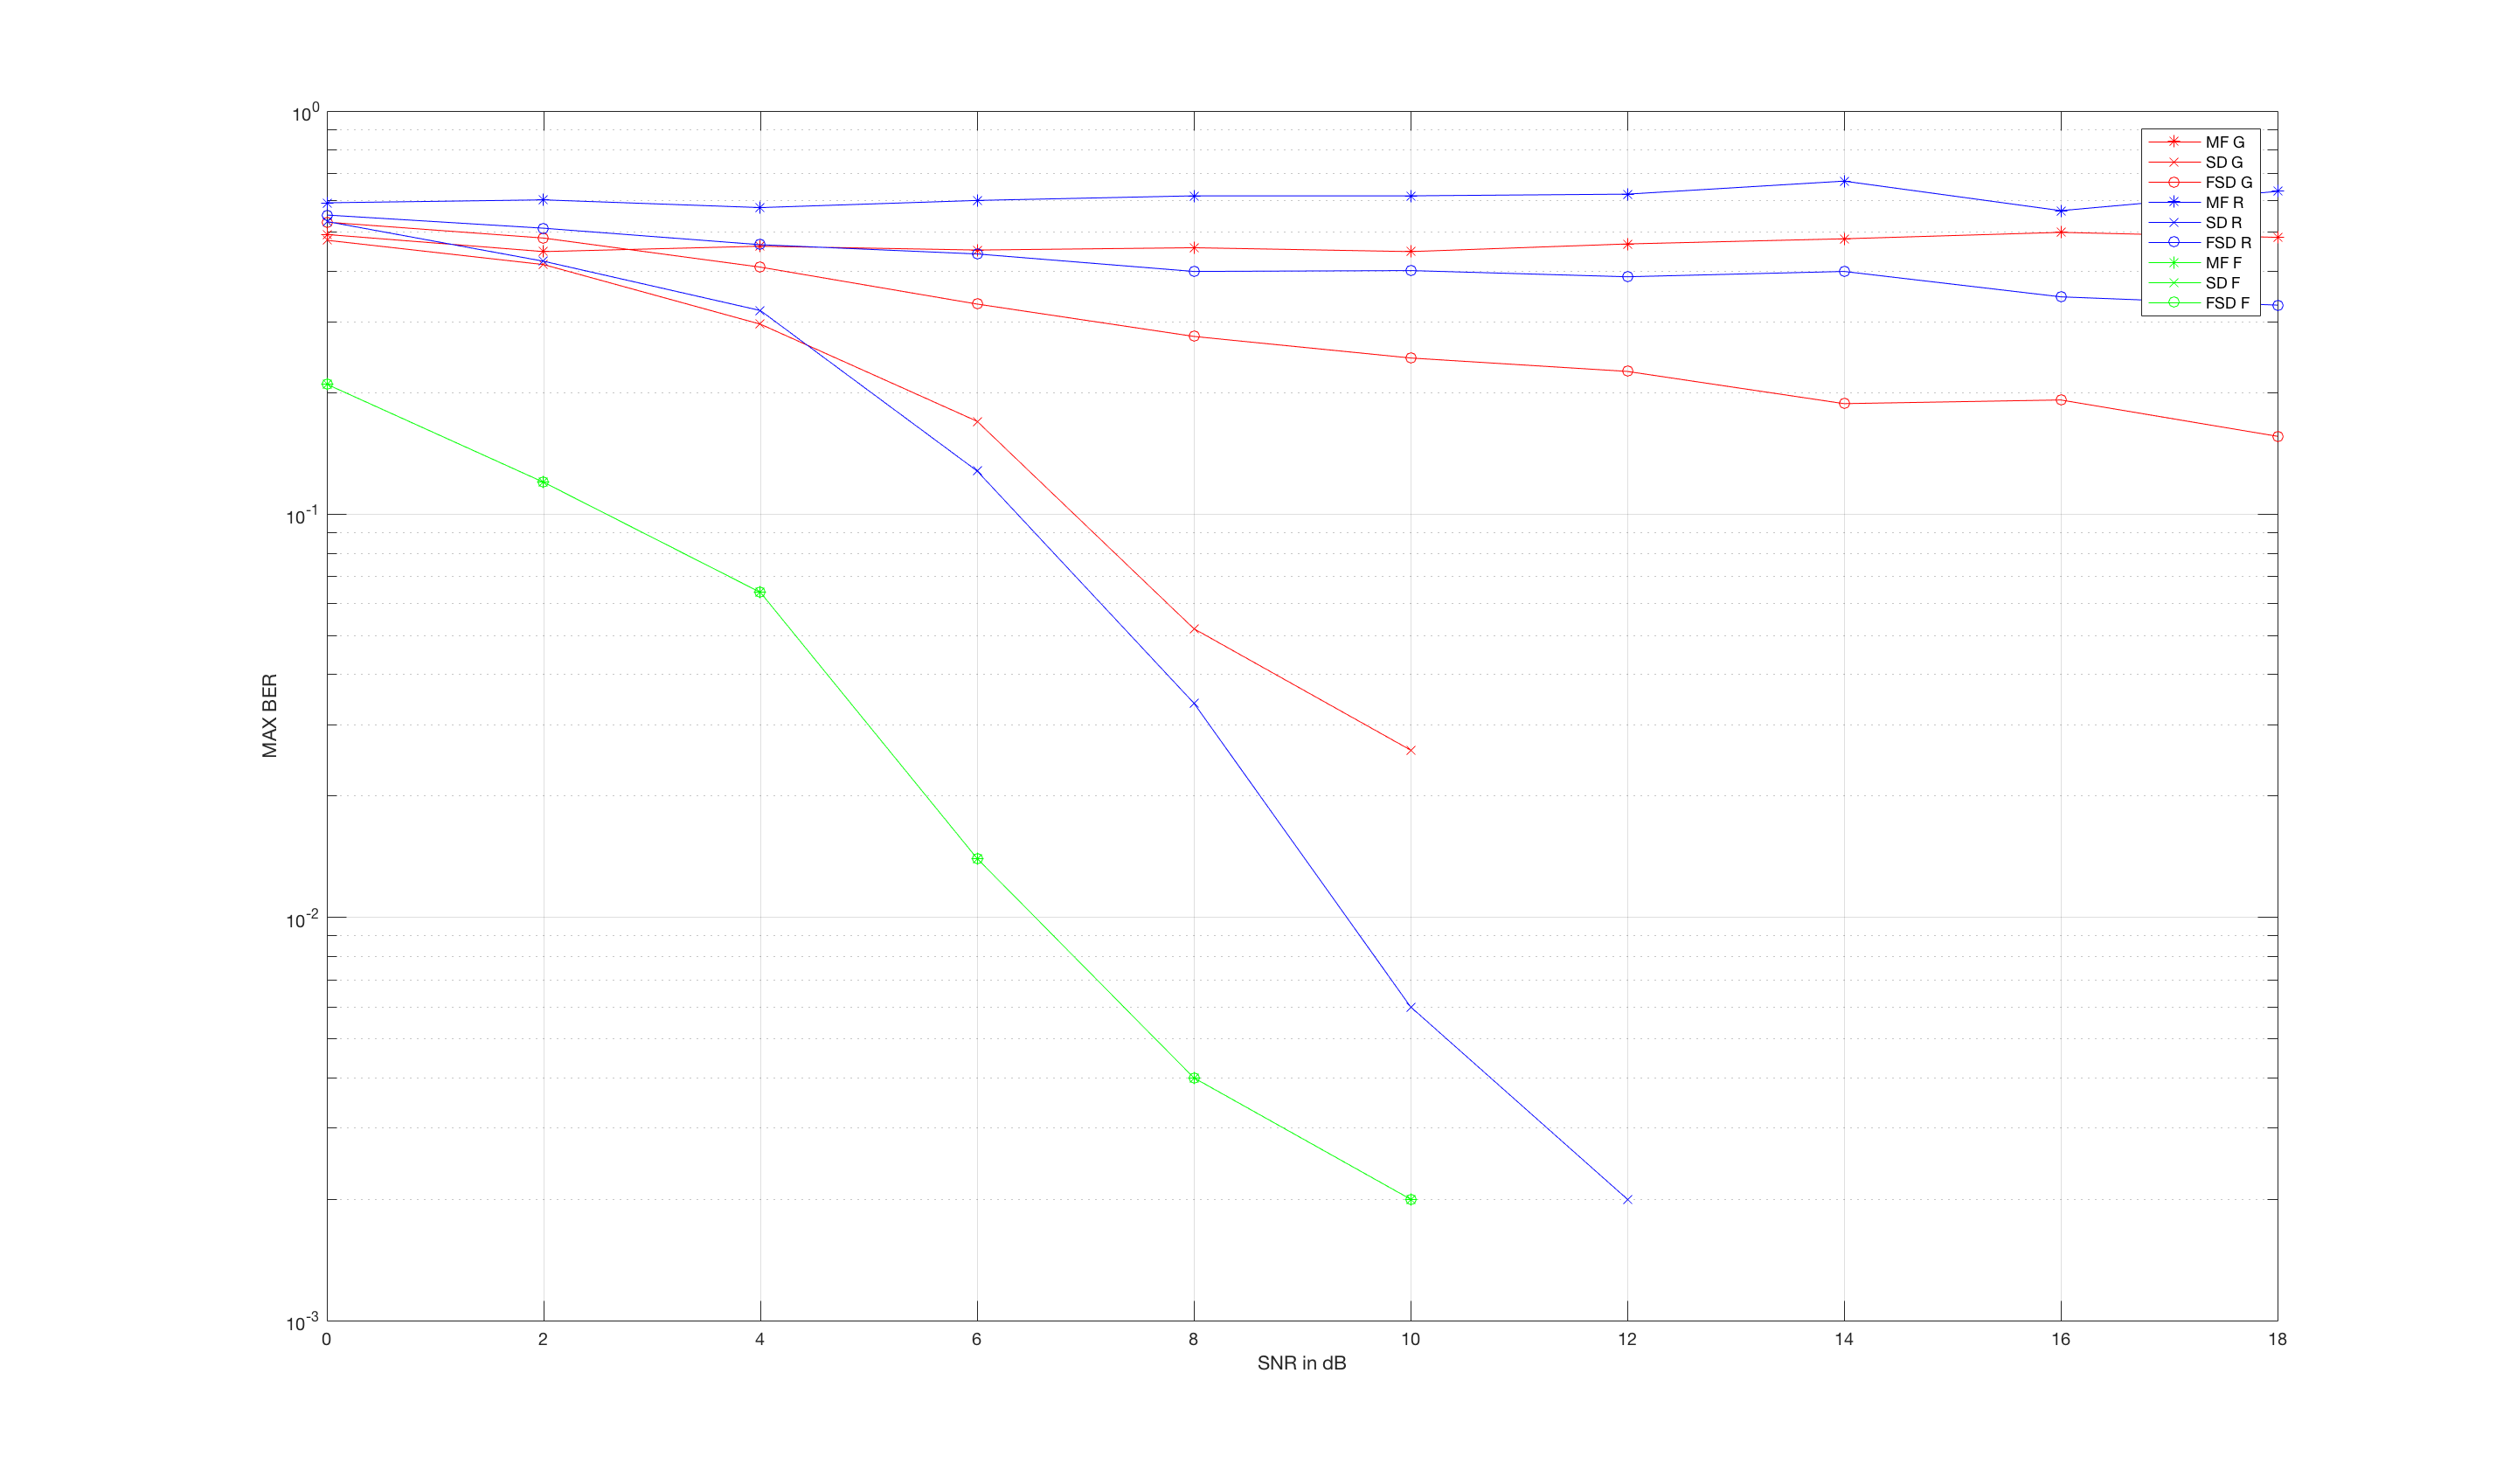 10^0
10^-1
10^-2
10^-3
MAX BER
0 2 4 6 8 10 12 14 16 18
SNR in dB
MF G
SD G
FSD G
MF R
SD R
FSD R
MF F
SD F
FSD F